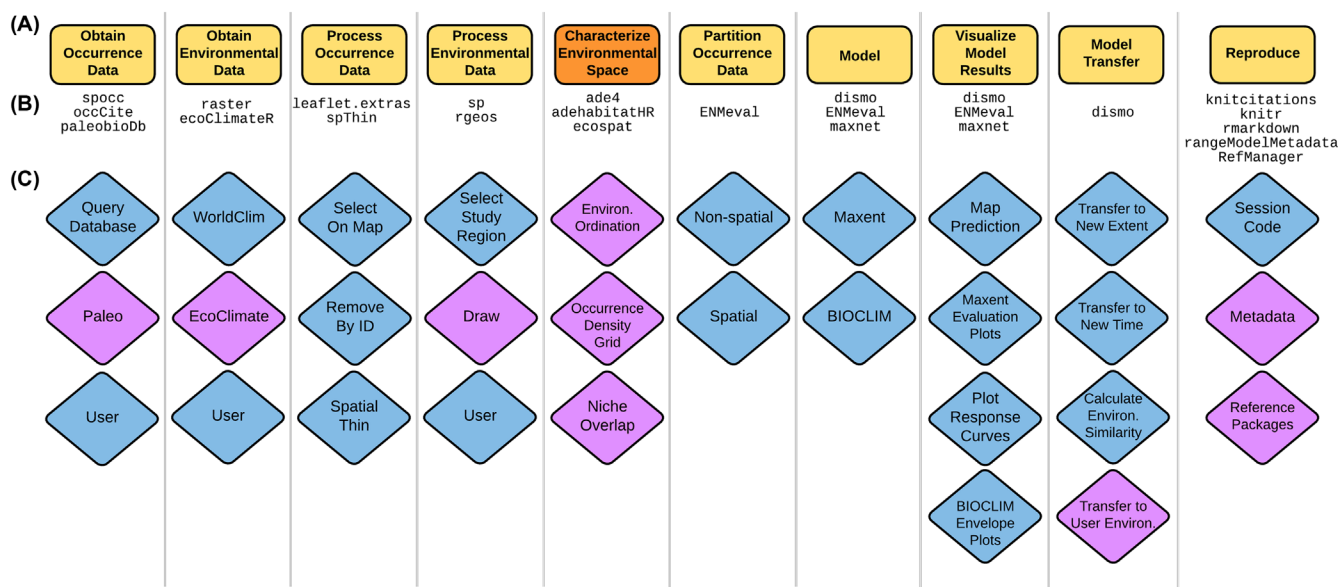 (A)
Obtain
Occurrence
Data
Obtain
Environmental
Data
Process
Occurrence
Data
Process
Environmental
Data
Characterize
Environmental
Space
Partition
Occurrence
Data
Model
Visualize
Model
Results
Model
Transfer
Reproduce
(B)
spocc
occCite
paleobioDb
raster
ecoClimateR
leaflet.extras
spThin
sp
rgeos
ade4
adehabitatHR
ecospat
ENMeval
dismo
ENMeval
maxnet
dismo
ENMeval
maxnet
dismo
knitcitations
knitr
rmarkdown
rangeModelMetadata
RefManager
(C)
Query
Database
WorldClim
Select
On Map
Select
Study
Region
Environ.
Ordination
Non-spatial
Maxent
Map
Prediction
Transfer to
New Extent
Session
Code
Paleo
EcoClimate
Remove
By ID
Draw
Occurrence
Density
Grid
Spatial
BIOCLIM
Maxent
Evaluation
Plots
Transfer to
New Time
Metadata
User
User
Spatial
Thin
User
Niche
Overlap
Plot
Response
Curves
Calculate
Environ.
Similarity
Reference
Packages
BIOCLIM
Envelope
Plots
Transfer to
User Environ.